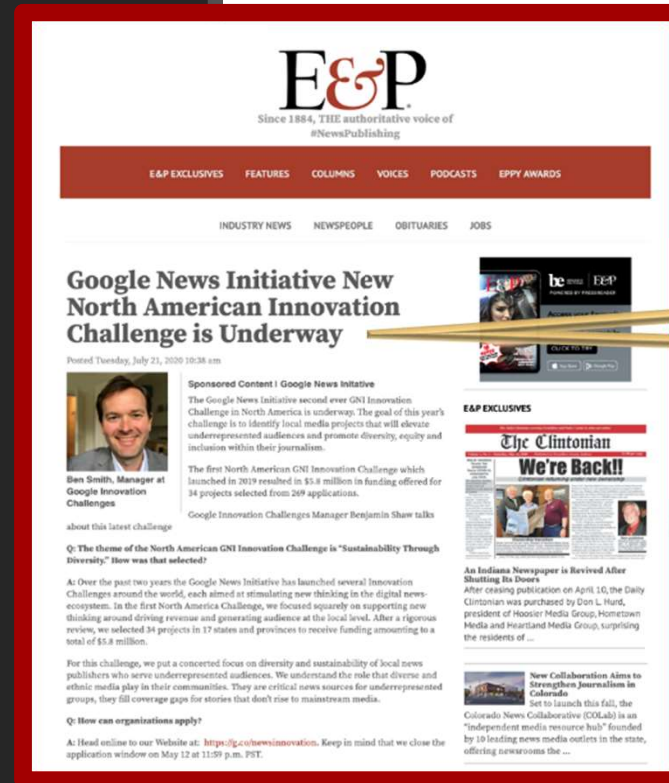 E&P.
Since 1884, THE authoritative voice of
#NewsPublishing
E&P EXCLUSIVES FEATURES COLUMNS VOICES PODCASTS EPPY AWARDS
INDUSTRY NEWS NEWSPEOPLE OBITUARIES JOBS
Google News Initiative New
North American Innovation
Challenge is Underway
Posted Tuesday, July 21, 2020 10:38 am
Sponsored Content | Google News Initative
The Google News Initiative second ever GNI Innovation
Challenge in North America is underway. The goal of this year's
challenge is to identify local media projects that will elevate
underrepresented audiences and promote diversity, equity and
inclusion within their journalism.
The first North American GNI Innovation Challenge which
launched in 2019 resulted in $5.8 million in funding offered for
34 projects selected from 269 applications.
Google Innovation Challenges Manager Benjamin Shaw talks
Ben Smith, Manager at
Google Innovation
Challenges
about this latest challenge
Q: The theme of the North American GNI Innovation Challenge is "Sustainability Through
Diversity." How was that selected?
A: Over the past two years the Google News Initiative has launched several Innovation
Challenges around the world, each aimed at stimulating new thinking in the digital news-
ecosystem. In the first North America Challenge, we focused squarely on supporting new
thinking around driving revenue and generating audience at the local level. After a rigorous
review, we selected 34 projects in 17 states and provinces to receive funding amounting to a
total of $5.8 million.
For this challenge, we put a concerted focus on diversity and sustainability of local news
publishers who serve underrepresented audiences. We understand the role that diverse and
ethnic media play in their communities. They are critical news sources for underrepresented
groups, they fill coverage gaps for stories that don't rise to mainstream media.
Q: How can organizations apply?
A: Head online to our Website at: https://g.co/newsinnovation. Keep in mind that we close the
application window on May 12 at 11:59 p.m. PST.
be E&P
POWERED BY PRESSREADER
Access your
CLICK TO TRY
App Store Google Play
E&P EXCLUSIVES
The Clintonian
We're Back!!
Clintonian returning under new ownership
An Indiana Newspaper is Revived After
Shutting Its Doors
After ceasing publication on April 10, the Daily
Clintonian was purchased by Don L. Hurd,
president of Hoosier Media Group, Hometown
Media and Heartland Media Group, surprising
the residents of ...
New Collaboration Aims to
Strengthen Journalism in
Colorado
Set to launch this fall, the
Colorado News Collaborative (COLab) is an
"independent media resource hub" founded
by 10 leading news media outlets in the state,
offering newsrooms the ...